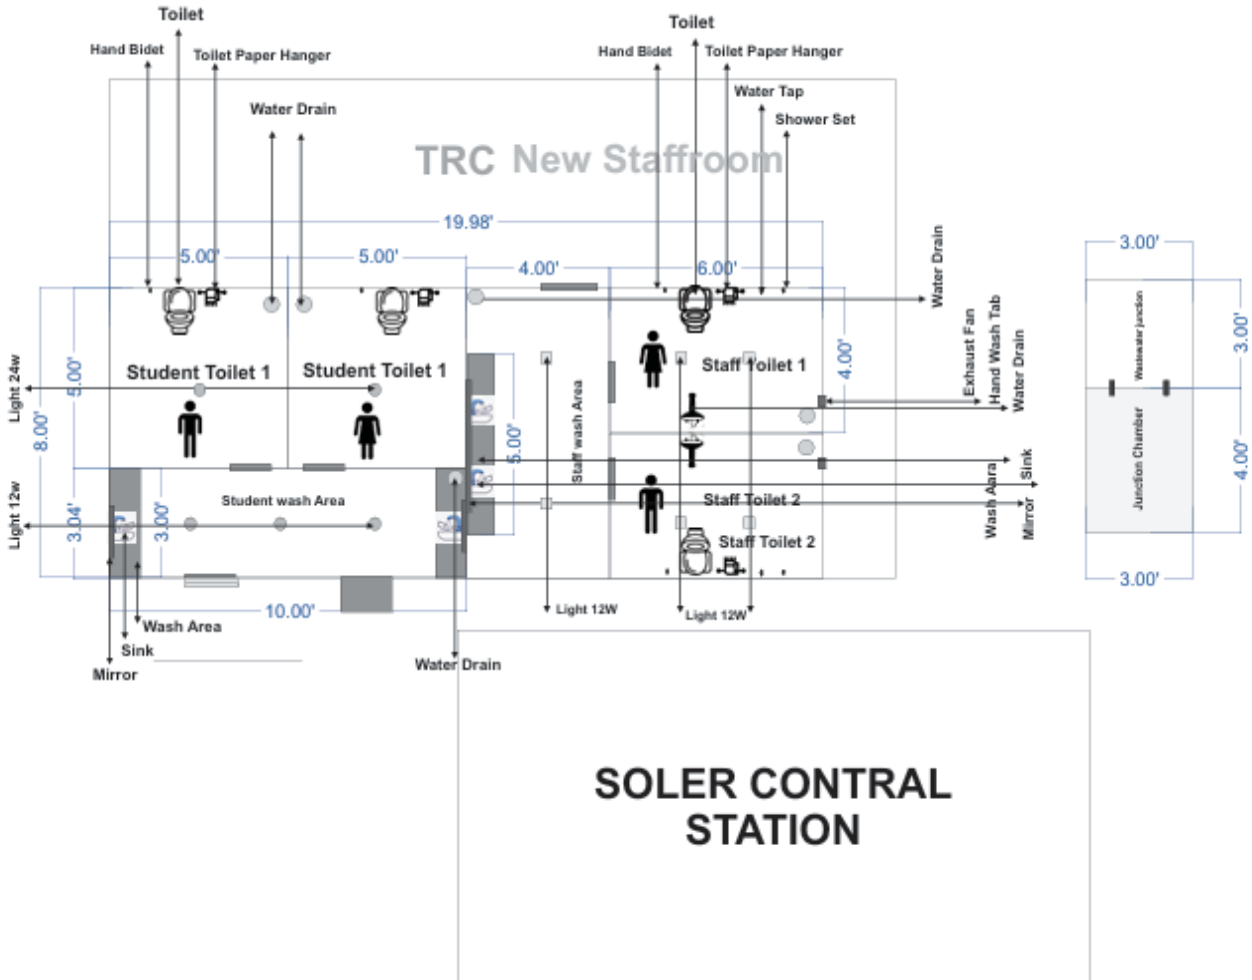 Toilet
Toilet
Hand Bidet
Toilet Paper Hanger
Hand Bidet
Toilet Paper Hanger
Water Tap
Water Drain
Shower Set
TRC New Staffroom
19.98'
5.00'
5.00'
4.00'
6.00'
3.00'
Water Drain
Exhaust Fan
Hand Wash Tab
Water Drain
Wastewater junction
3.00'
Light 24w
5.00'
8.00'
Student Toilet 1
Student Toilet 1
Staff Toilet 1
4.00'
Staff wash Area
5.00'
Junction Chamber
4.00'
Sink
Wash Aara
Mirror
Light 12w
3.04'
3.00'
Student wash Area
Staff Toilet 2
Staff Toilet 2
3.00'
10.00'
Light 12W
Light 12W
Wash Area
Sink
Mirror
Water Drain
SOLER CONTRAL
STATION